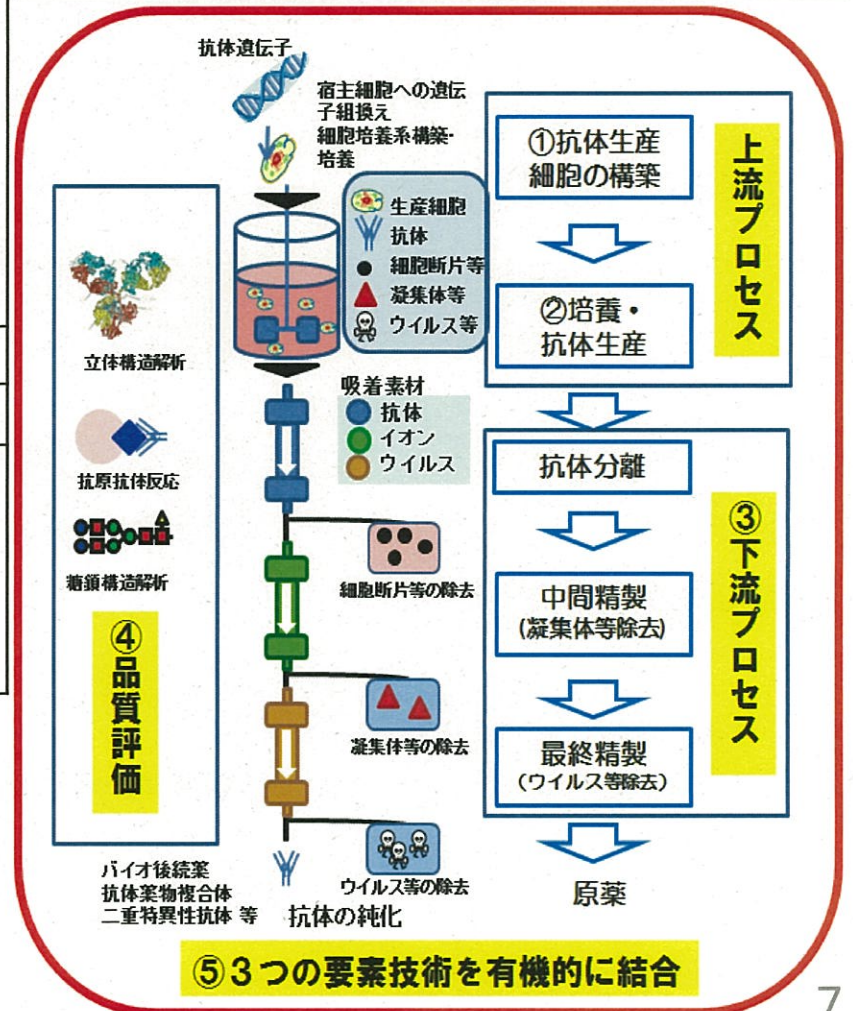 抗体遺伝子
宿主細胞への遺伝
子組換え
細胞培養系構築・
培養
生産細胞
抗体
細胞断片等
凝集体等
ウイルス等
吸着素材
抗体
イオン
ウイルス
細胞断片等の除去
凝集体等の除去
ウイルス等の除去
抗体の純化
立体構造解析
抗原抗体反応
糖鎖構造解析
④品質評価
バイオ後続薬
抗体薬物複合体
二重特異性抗体 等
①抗体生産
細胞の構築
②培養・
抗体生産
上流プロセス
抗体分離
中間精製
(凝集体等除去)
最終精製
(ウイルス等除去)
③下流プロセス
原薬
⑤3つの要素技術を有機的に結合
7